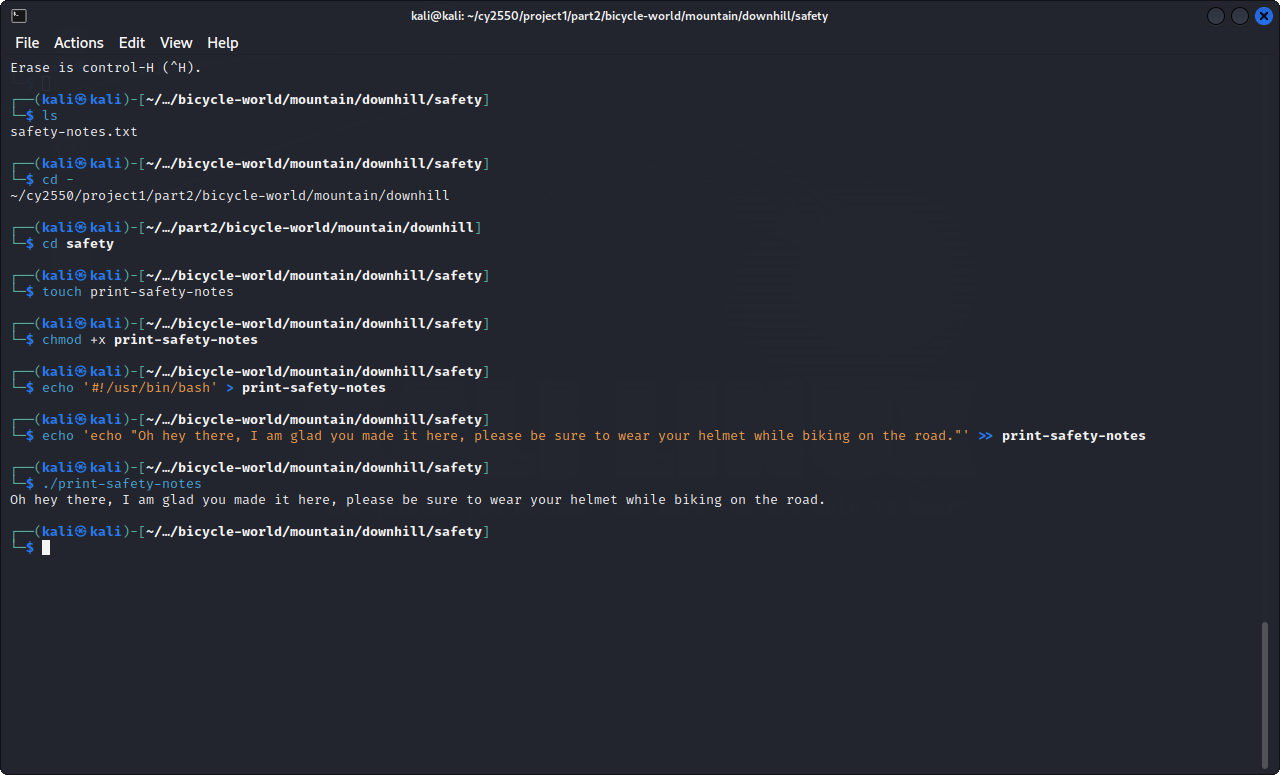 kali@kali: ~/cy2550/project1/part2/bicycle-world/mountain/downhill/safety
File Actions Edit View Help
Erase is control-H (^H).
┌──(kali㉿kali)-[~/…/bicycle-world/mountain/downhill/safety]
└─$ ls
safety-notes.txt
┌──(kali㉿kali)-[~/…/bicycle-world/mountain/downhill/safety]
└─$ cd -
~/cy2550/project1/part2/bicycle-world/mountain/downhill
┌──(kali㉿kali)-[~/…/part2/bicycle-world/mountain/downhill]
└─$ cd safety
┌──(kali㉿kali)-[~/…/bicycle-world/mountain/downhill/safety]
└─$ touch print-safety-notes
┌──(kali㉿kali)-[~/…/bicycle-world/mountain/downhill/safety]
└─$ chmod +x print-safety-notes
┌──(kali㉿kali)-[~/…/bicycle-world/mountain/downhill/safety]
└─$ echo '#!/usr/bin/bash' > print-safety-notes
┌──(kali㉿kali)-[~/…/bicycle-world/mountain/downhill/safety]
└─$ echo 'echo "Oh hey there, I am glad you made it here, please be sure to wear your helmet while biking on the road."' >> print-safety-notes
┌──(kali㉿kali)-[~/…/bicycle-world/mountain/downhill/safety]
└─$ ./print-safety-notes
Oh hey there, I am glad you made it here, please be sure to wear your helmet while biking on the road.
┌──(kali㉿kali)-[~/…/bicycle-world/mountain/downhill/safety]
└─$